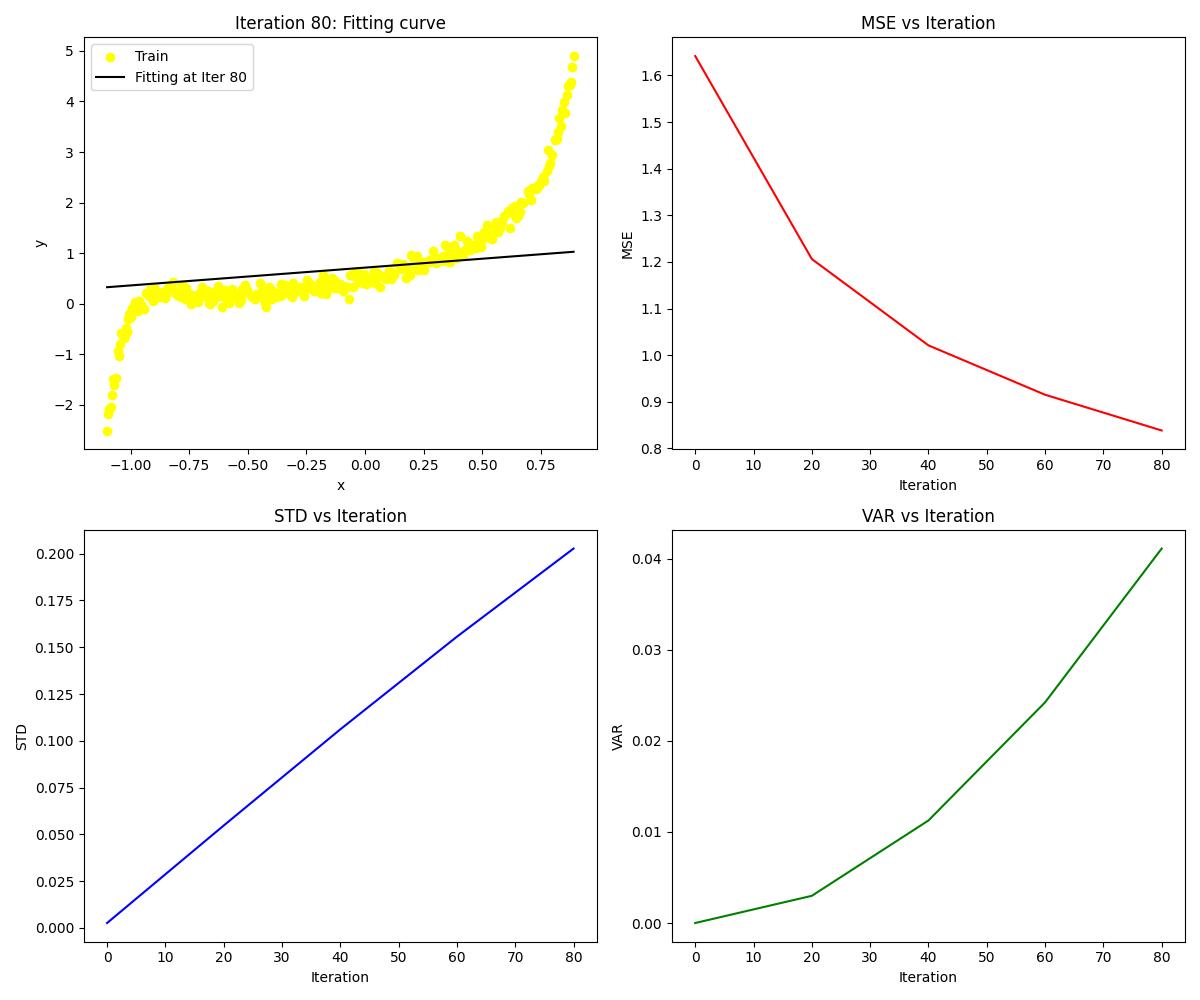 Iteration 80: Fitting curve
Train
Fitting at Iter 80
y
5
4
3
2
1
0
−1
−2
−1.00 −0.75 −0.50 −0.25 0.00 0.25 0.50 0.75
x
MSE vs Iteration
MSE
1.6
1.5
1.4
1.3
1.2
1.1
1.0
0.9
0.8
0 10 20 30 40 50 60 70 80
Iteration
STD vs Iteration
STD
0.200
0.175
0.150
0.125
0.100
0.075
0.050
0.025
0.000
0 10 20 30 40 50 60 70 80
Iteration
VAR vs Iteration
VAR
0.04
0.03
0.02
0.01
0.00
0 10 20 30 40 50 60 70 80
Iteration